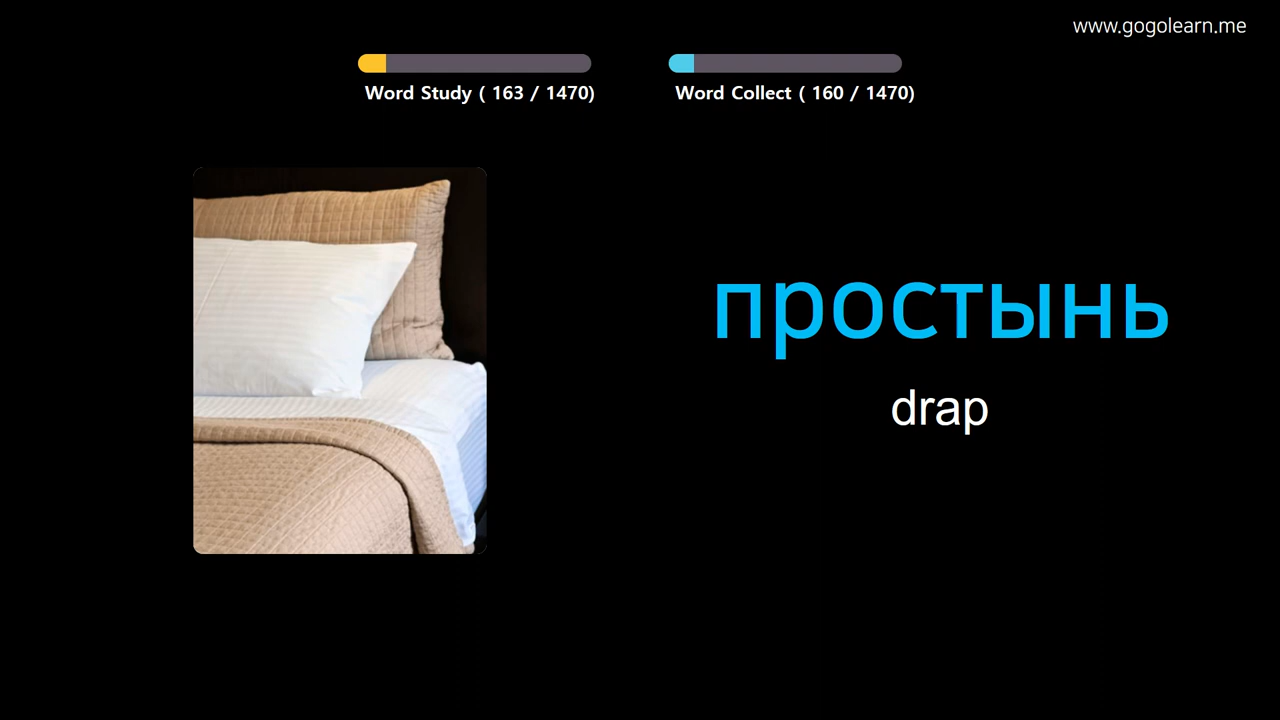 www.gogolearn.me
Word Study ( 163 / 1470)
Word Collect ( 160 / 1470)
простынь
drap